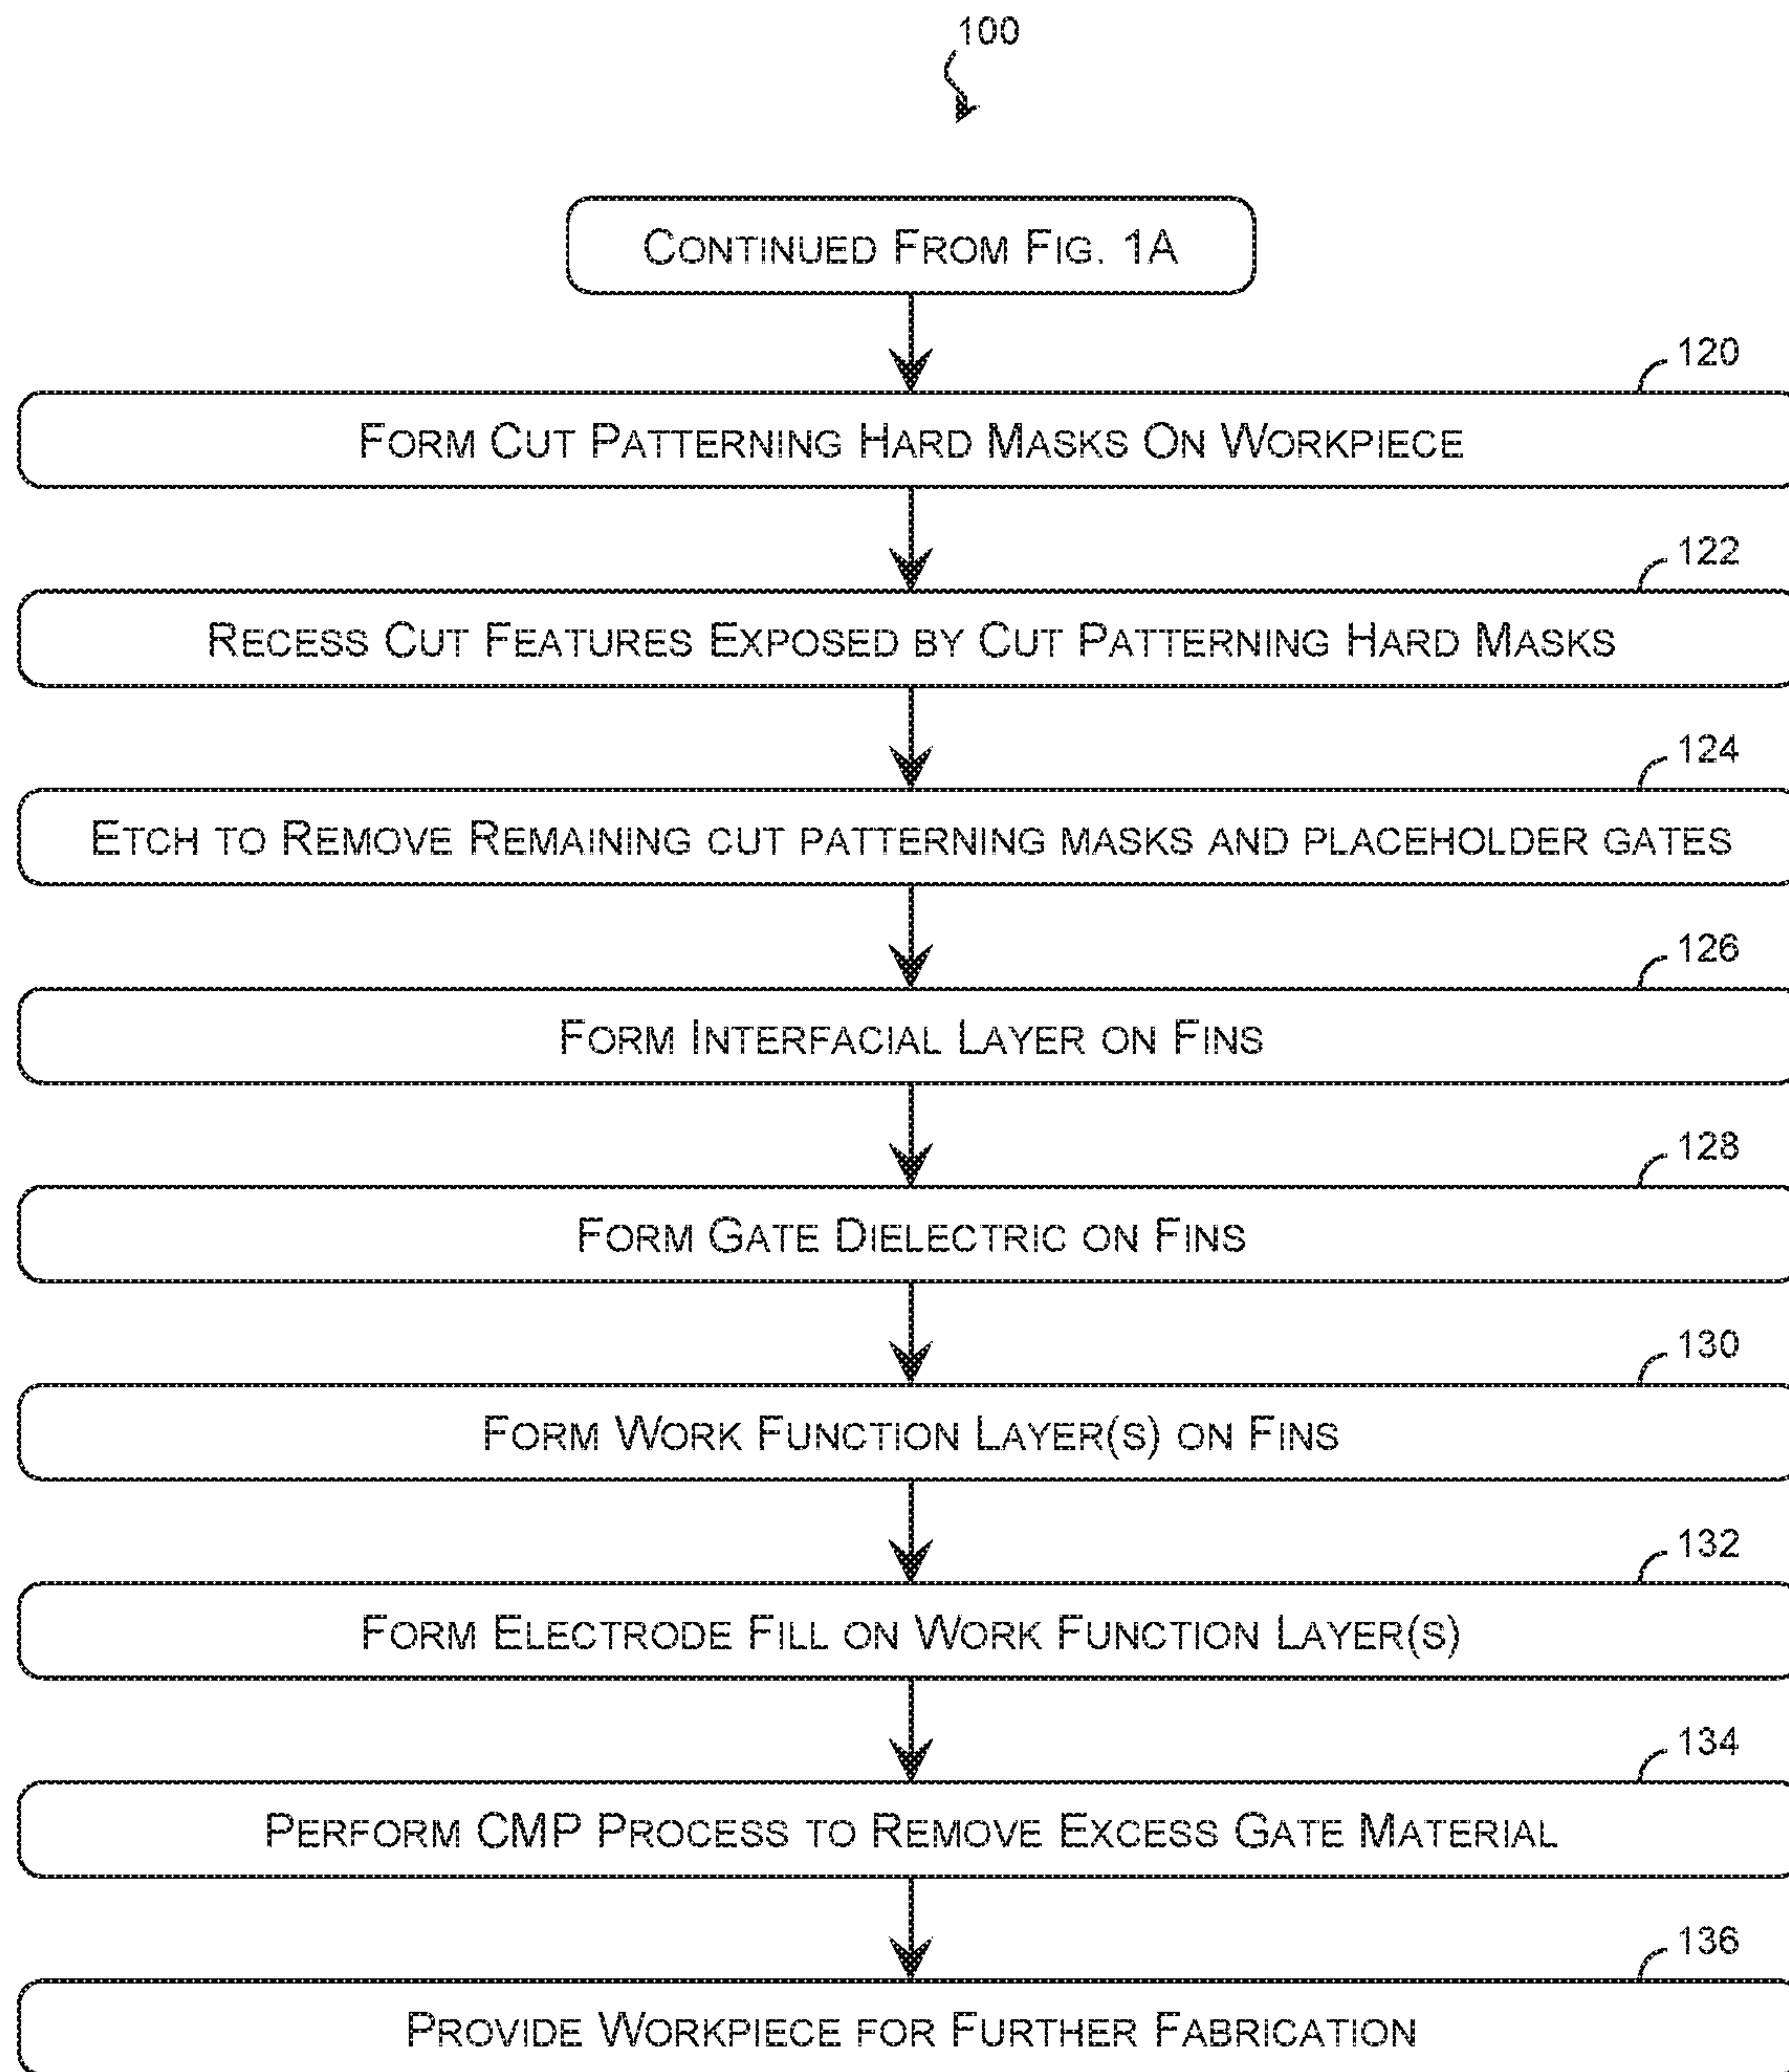 100
CONTINUED FROM FIG. 1A
120
FORM CUT PATTERNING HARD MASKS ON WORKPIECE
122
RECESS CUT FEATURES EXPOSED BY CUT PATTERNING HARD MASKS
124
ETCH TO REMOVE REMAINING CUT PATTERNING MASKS AND PLACEHOLDER GATES
126
FORM INTERFACIAL LAYER ON FINS
128
FORM GATE DIELECTRIC ON FINS
130
FORM WORK FUNCTION LAYER(S) ON FINS
132
FORM ELECTRODE FILL ON WORK FUNCTION LAYER(S)
134
PERFORM CMP PROCESS TO REMOVE EXCESS GATE MATERIAL
136
PROVIDE WORKPIECE FOR FURTHER FABRICATION